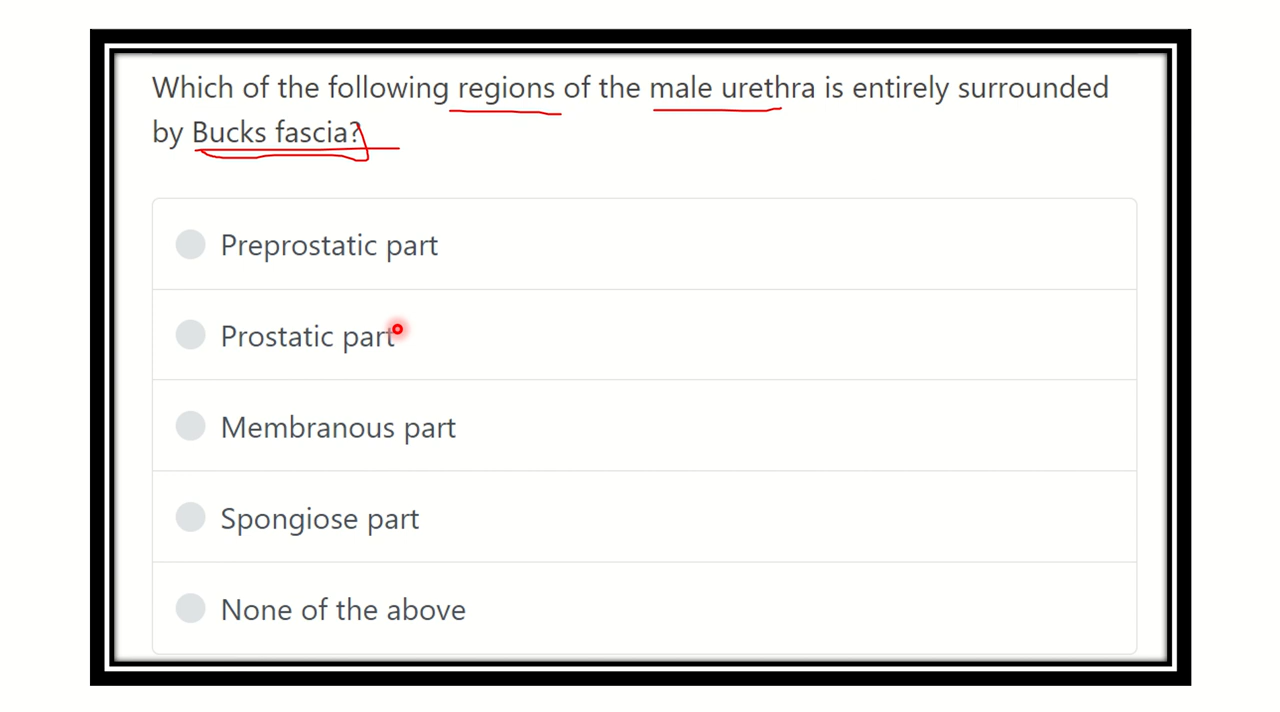 Which of the following regions of the male urethra is entirely surrounded
by Bucks fascia?
Preprostatic part
Prostatic part
Membranous part
Spongiose part
None of the above